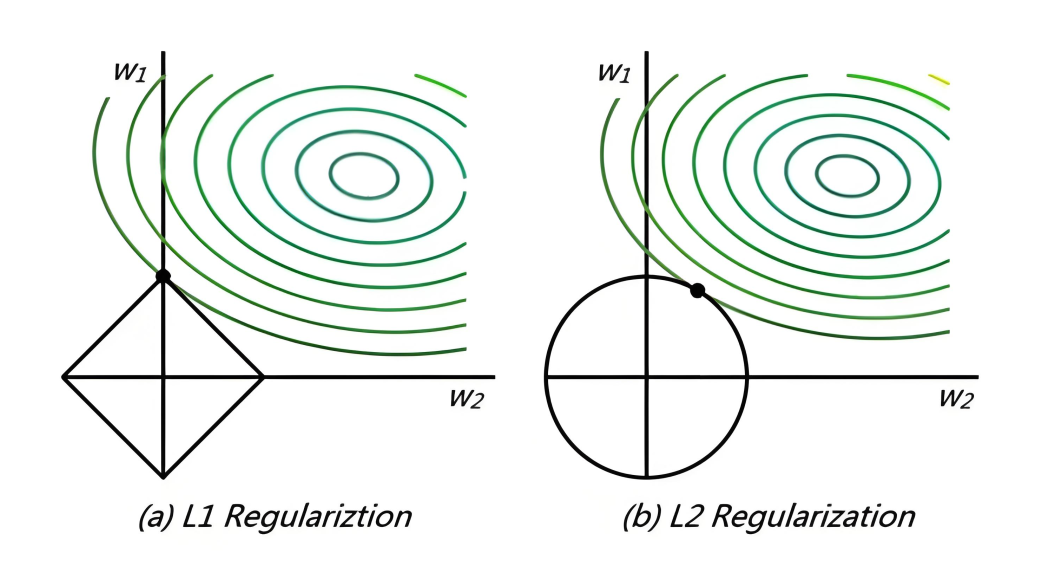 W1
W2
(a) L1 Regulariztion
W1
W2
(b) L2 Regularization